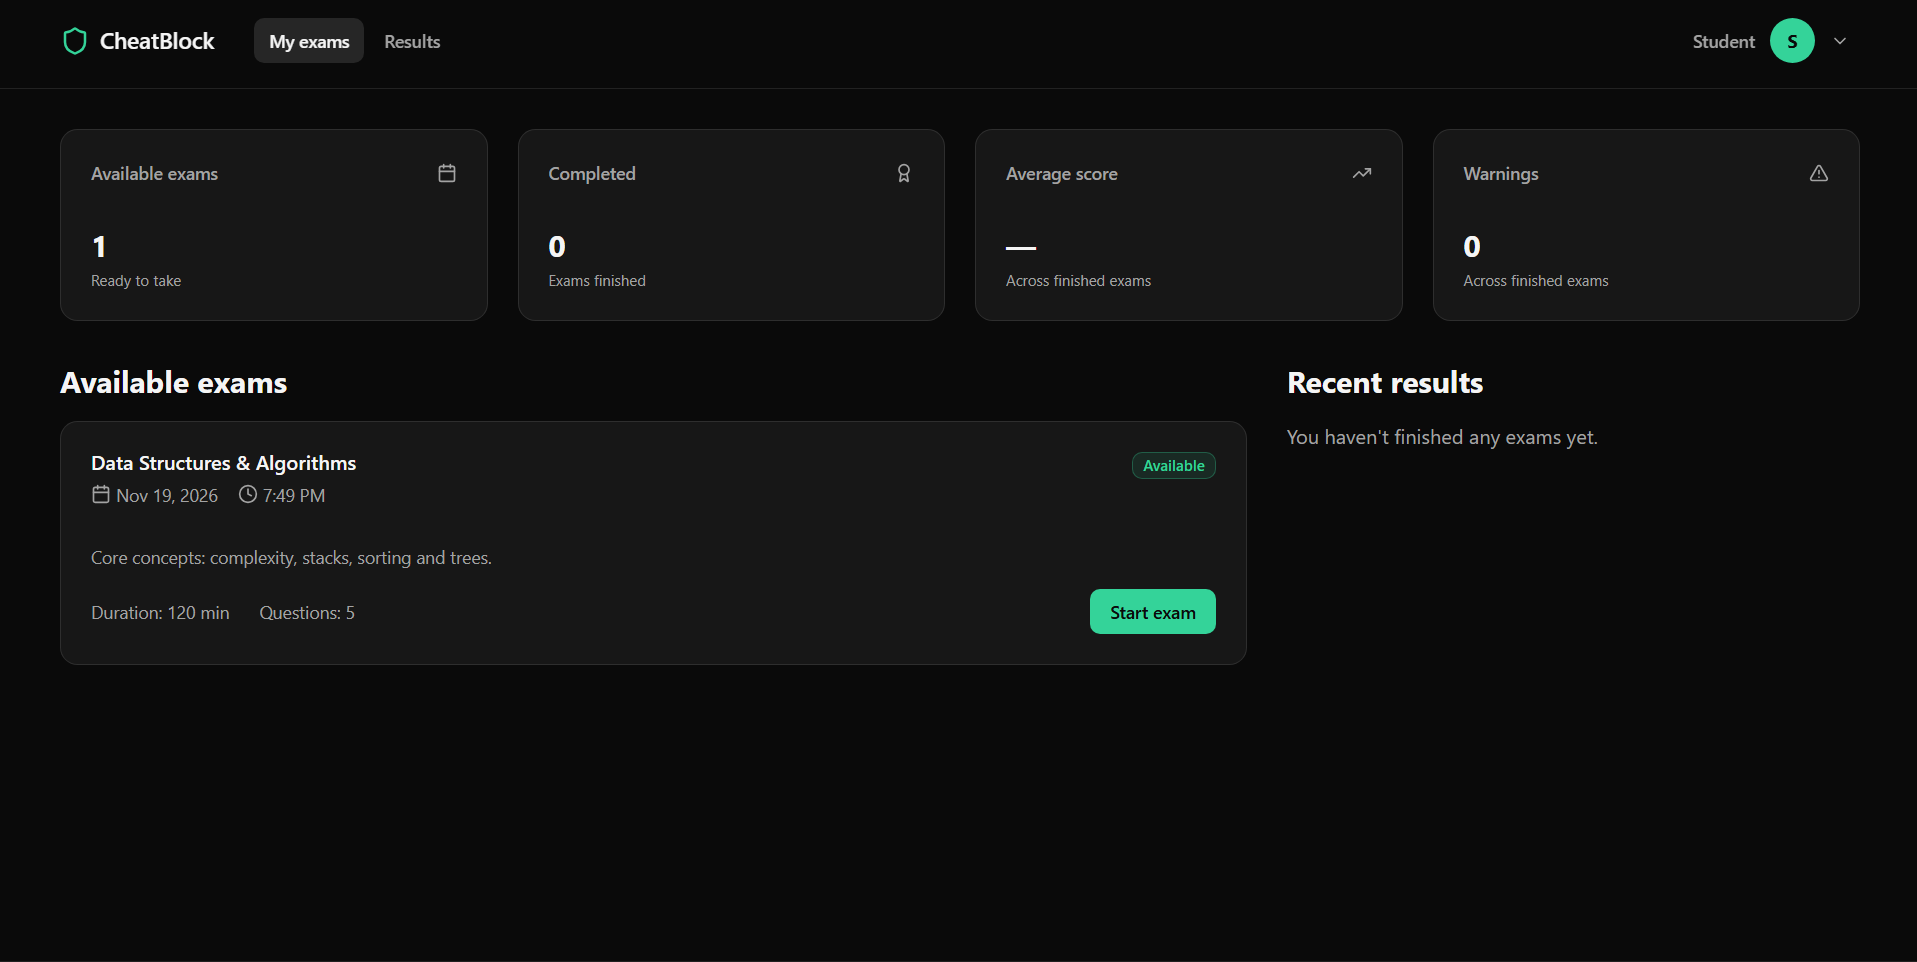 CheatBlock
My exams
Results
Student
S
Available exams
1
Ready to take
Completed
0
Exams finished
Average score
—
Across finished exams
Warnings
0
Across finished exams
Available exams
Data Structures & Algorithms
Available
Nov 19, 2026 7:49 PM
Core concepts: complexity, stacks, sorting and trees.
Duration: 120 min Questions: 5
Start exam
Recent results
You haven't finished any exams yet.